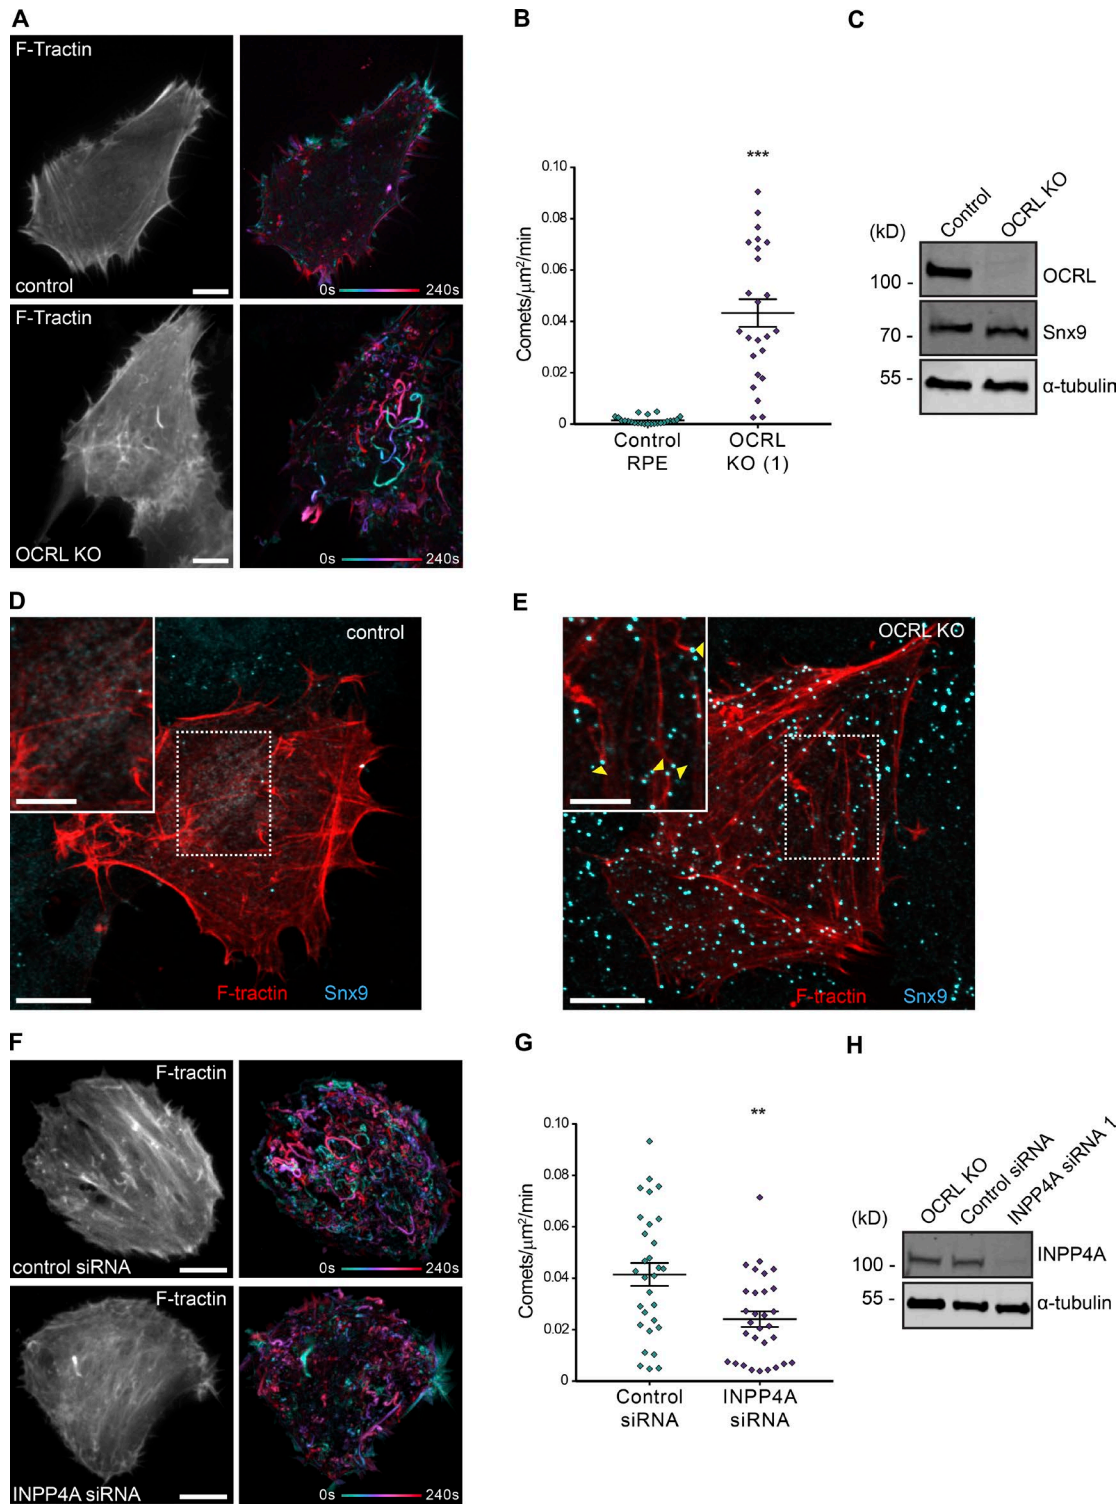 A
F-Tractin
control
0s
240s
F-Tractin
OCRL KO
0s
240s
B
***
Comets/μm²/min
0.10
0.08
0.06
0.04
0.02
0
Control
RPE
OCRL
KO (1)
C
Control
OCRL KO
(kD)
100 -
OCRL
70 -
Snx9
55 -
α-tubulin
D
control
F-tractin
Snx9
E
OCRL KO
F-tractin
Snx9
F
F-tractin
control siRNA
0s
240s
F-tractin
INPP4A siRNA
0s
240s
G
**
Comets/μm²/min
0.10
0.08
0.06
0.04
0.02
0
Control
siRNA
INPP4A
siRNA
H
OCRL KO
Control siRNA
INPP4A siRNA 1
(kD)
100 -
INPP4A
55 -
α-tubulin